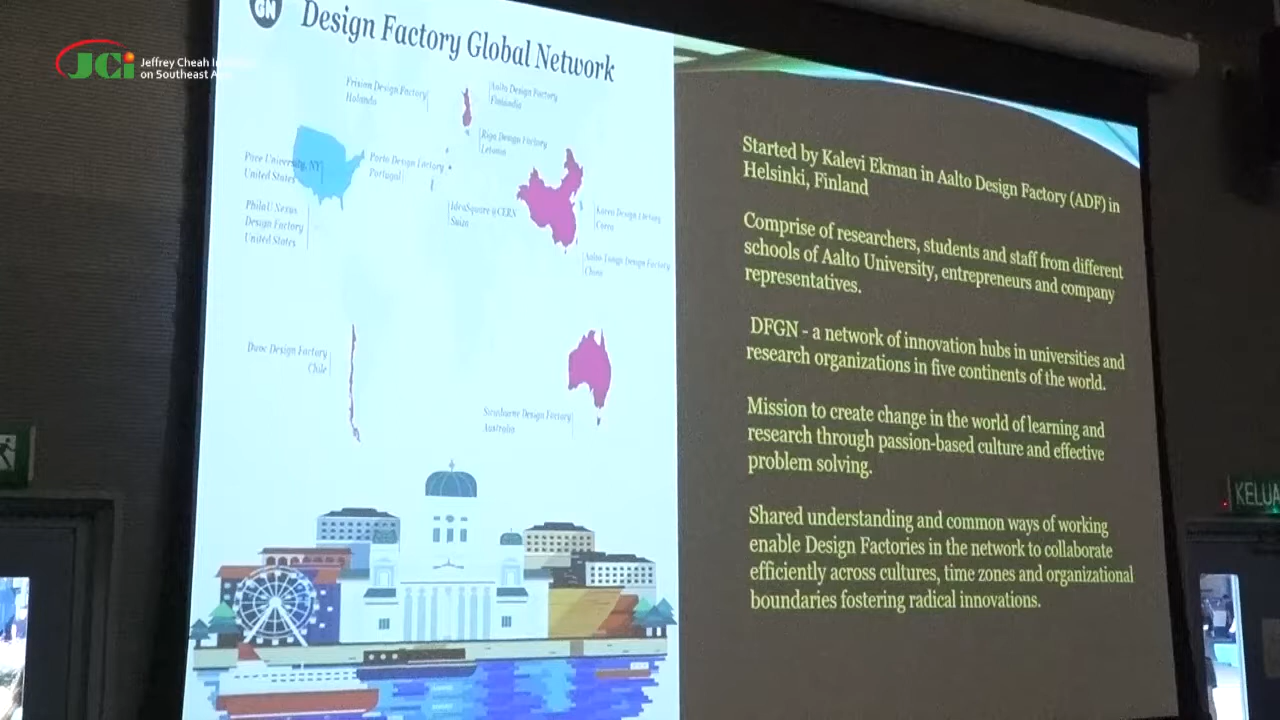 JCi
Jeffrey Cheah In
on Southeast A
GN
Design Factory Global Network
Frision Design Factory
Holanda
Aalto Design Factory
Finlandia
Riga Design Factory
Letonia
Pace University, NY
United States
Porto Design Factory
Portugal
PhilaU Nexus
Design Factory
United States
IdeaSquare@CERN
Suiza
Korea Design Factory
Corea
Aalto Tongji Design Factory
China
Duoc Design Factory
Chile
Swinburne Design Factory
Australia
Started by Kalevi Ekman in Aalto Design Factory (ADF) in
Helsinki, Finland
Comprise of researchers, students and staff from different
schools of Aalto University, entrepreneurs and company
representatives.
DFGN - a network of innovation hubs in universities and
research organizations in five continents of the world.
Mission to create change in the world of learning and
research through passion-based culture and effective
problem solving.
Shared understanding and common ways of working
enable Design Factories in the network to collaborate
efficiently across cultures, time zones and organizational
boundaries fostering radical innovations.
KELUA